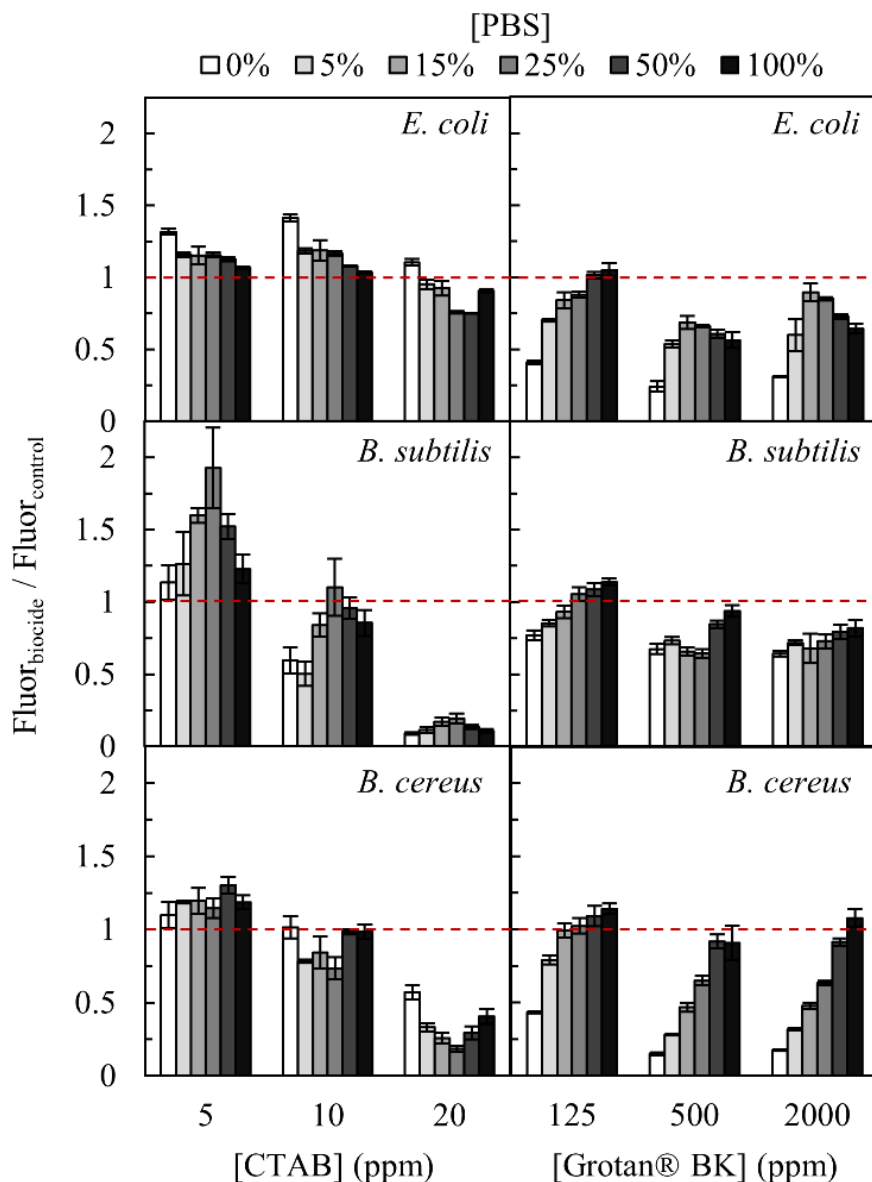 [PBS]
0% 5% 15% 25% 50% 100%
E. coli E. coli
2
1.5
1
0.5
0
B. subtilis B. subtilis
2
1.5
1
0.5
0
B. cereus B. cereus
2
1.5
1
0.5
0
Fluorbiocide / Fluorcontrol
5 10 20 125 500 2000
[CTAB] (ppm) [Grotan® BK] (ppm)